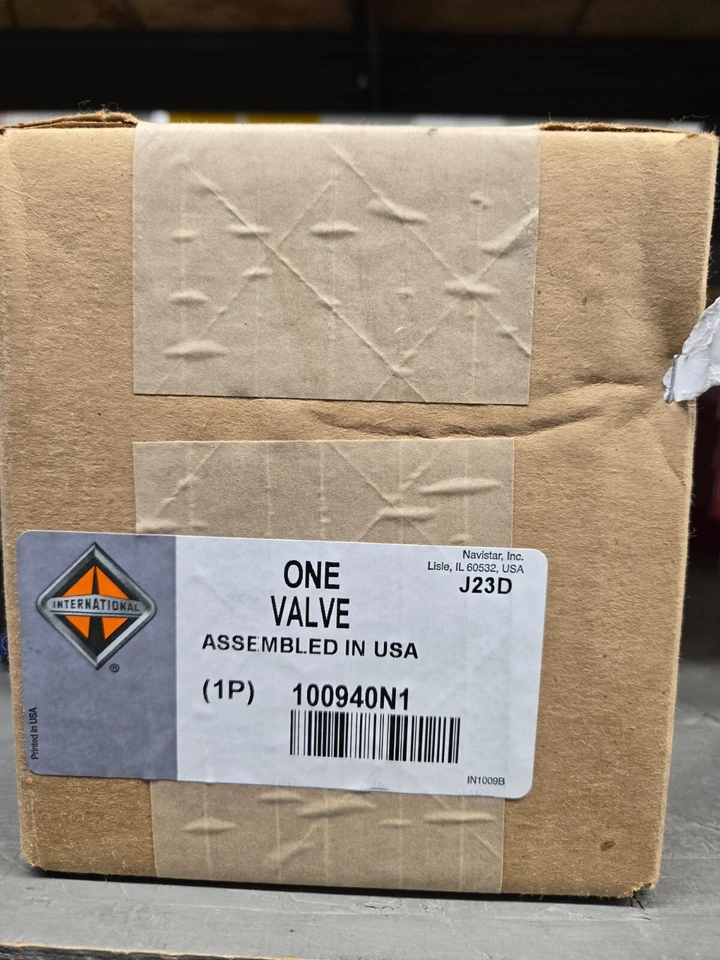 Navistar, Inc.
Lisle, IL 60532, USA
J23D
ONE
VALVE
ASSEMBLED IN USA
INTERNATIONAL
®
(1P) 100940N1
Printed in USA
IN1009B